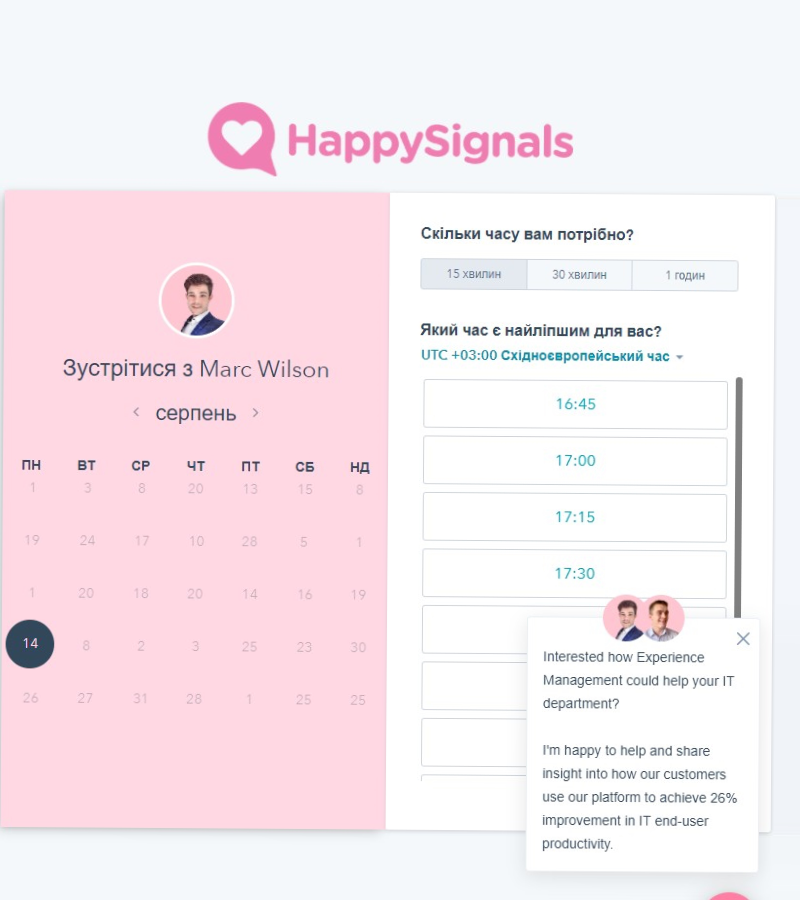 HappySignals
Зустрітися з Marc Wilson
серпень
ПН ВТ СР ЧТ ПТ СБ НД
1 3 8 20 13 15 8
19 24 17 10 28 5 1
1 20 18 20 14 16 19
14 8 2 3 25 23 30
26 27 31 28 1 25 25
Скільки часу вам потрібно?
15 хвилин 30 хвилин 1 годин
Який час є найліпшим для вас?
UTC +03:00 Східноєвропейський час
16:45
17:00
17:15
17:30
Interested how Experience
Management could help your IT
department?
I'm happy to help and share
insight into how our customers
use our platform to achieve 26%
improvement in IT end-user
productivity.